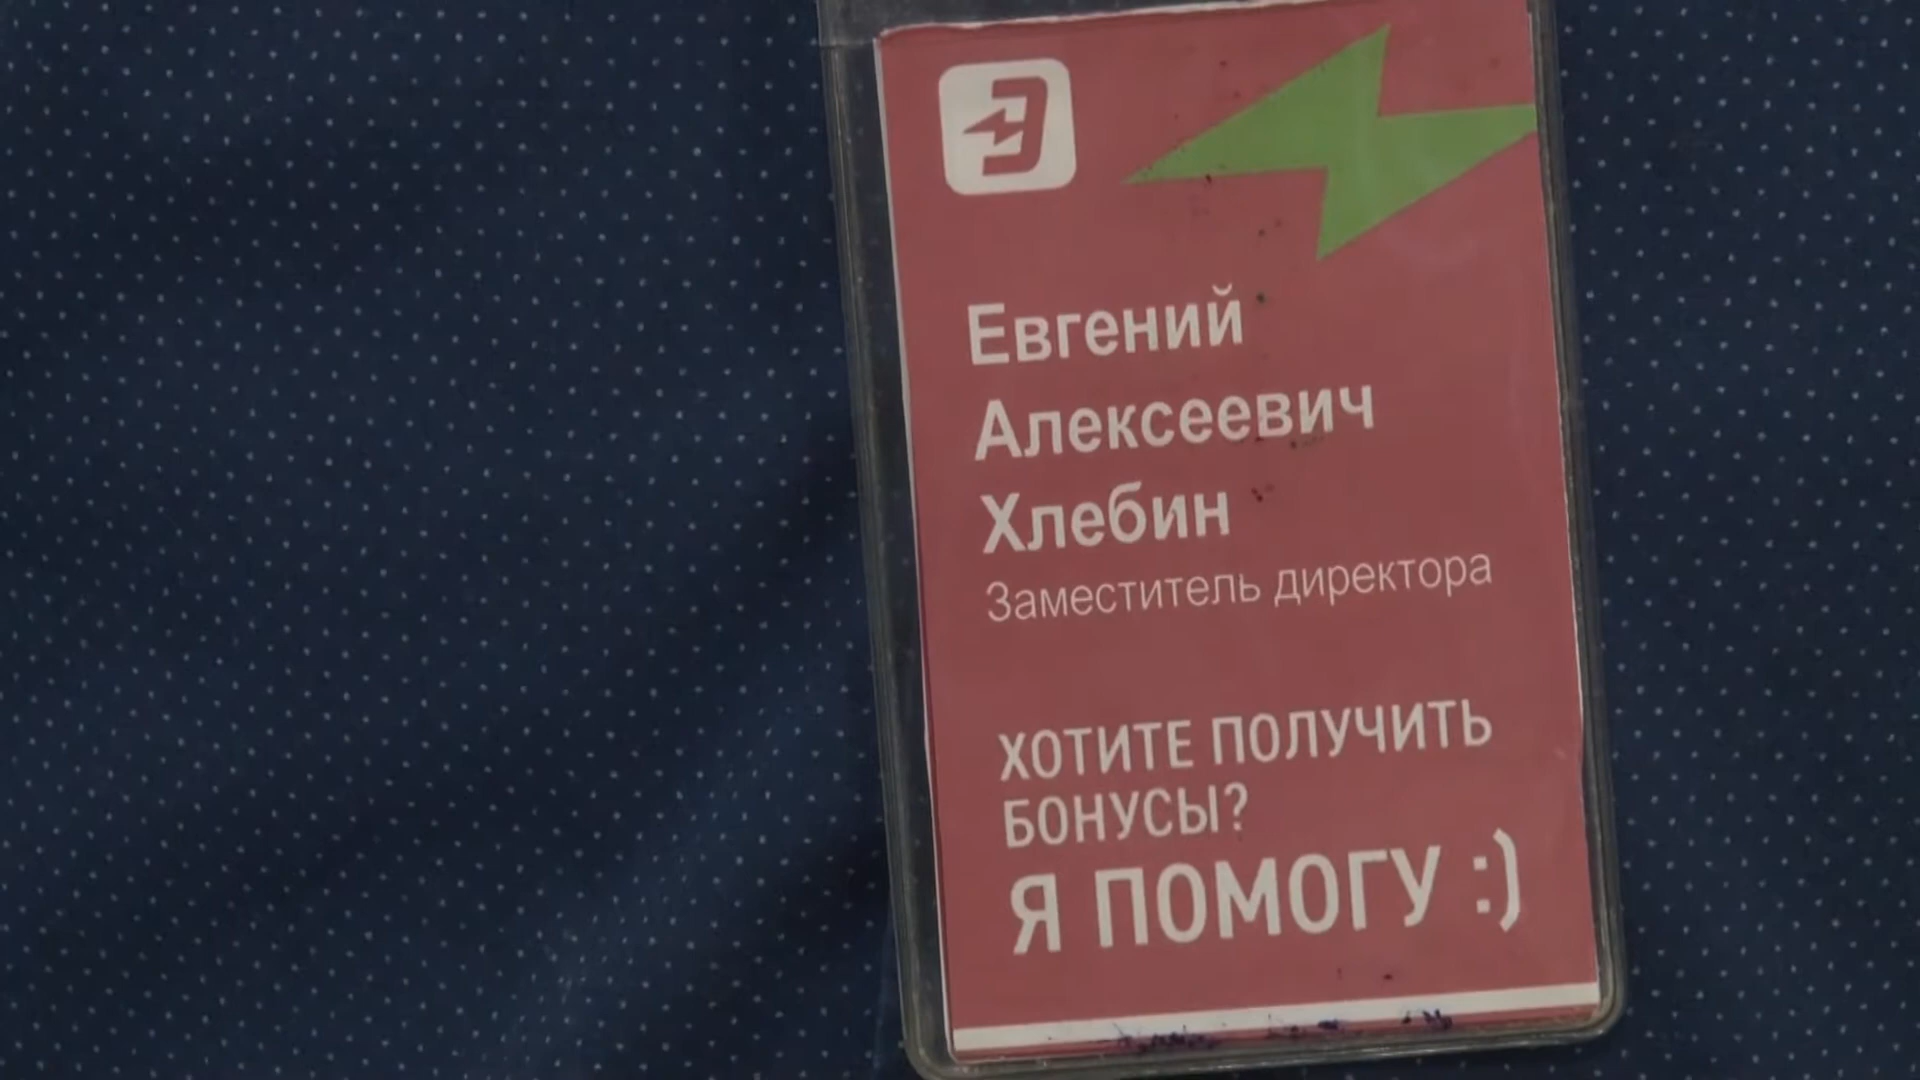 Евгений
Алексеевич
Хлебин
Заместитель директора
ХОТИТЕ ПОЛУЧИТЬ
БОНУСЫ?
Я ПОМОГУ :)